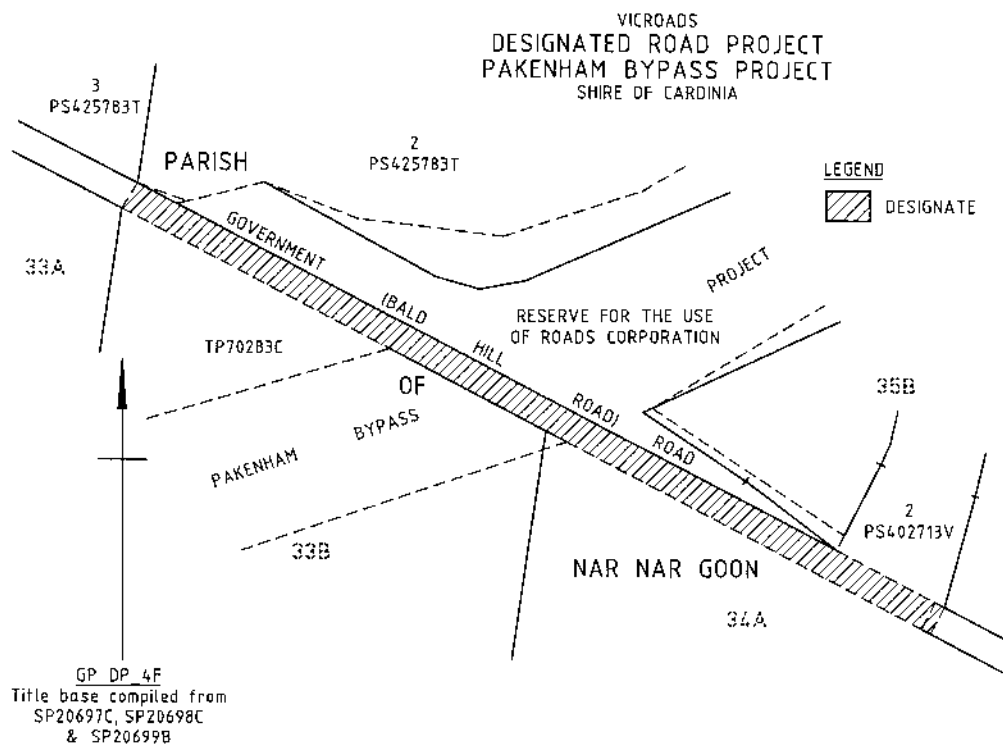 VICROADS
DESIGNATED ROAD PROJECT
PAKENHAM BYPASS PROJECT
SHIRE OF CARDINIA
3
PS425783T
2
PS425783T
PARISH
LEGEND
DESIGNATE
33A
GOVERNMENT
(BALD
HILL
ROAD)
ROAD
PROJECT
RESERVE FOR THE USE
OF ROADS CORPORATION
TP70283C
OF
35B
BYPASS
PAKENHAM
2
PS402713V
33B
NAR NAR GOON
34A
GP DP_4F
Title base compiled from
SP20697C, SP20698C
& SP20699B